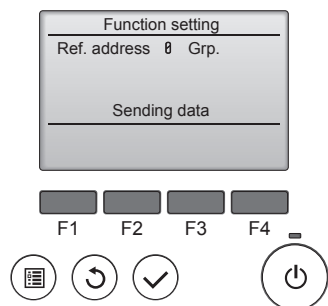 Function setting
Ref. address 0 Grp.
Sending data
F1 F2 F3 F4